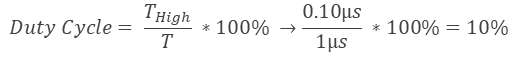 Duty Cycle = T_High / T * 100% → 0.10μs / 1μs * 100% = 10%